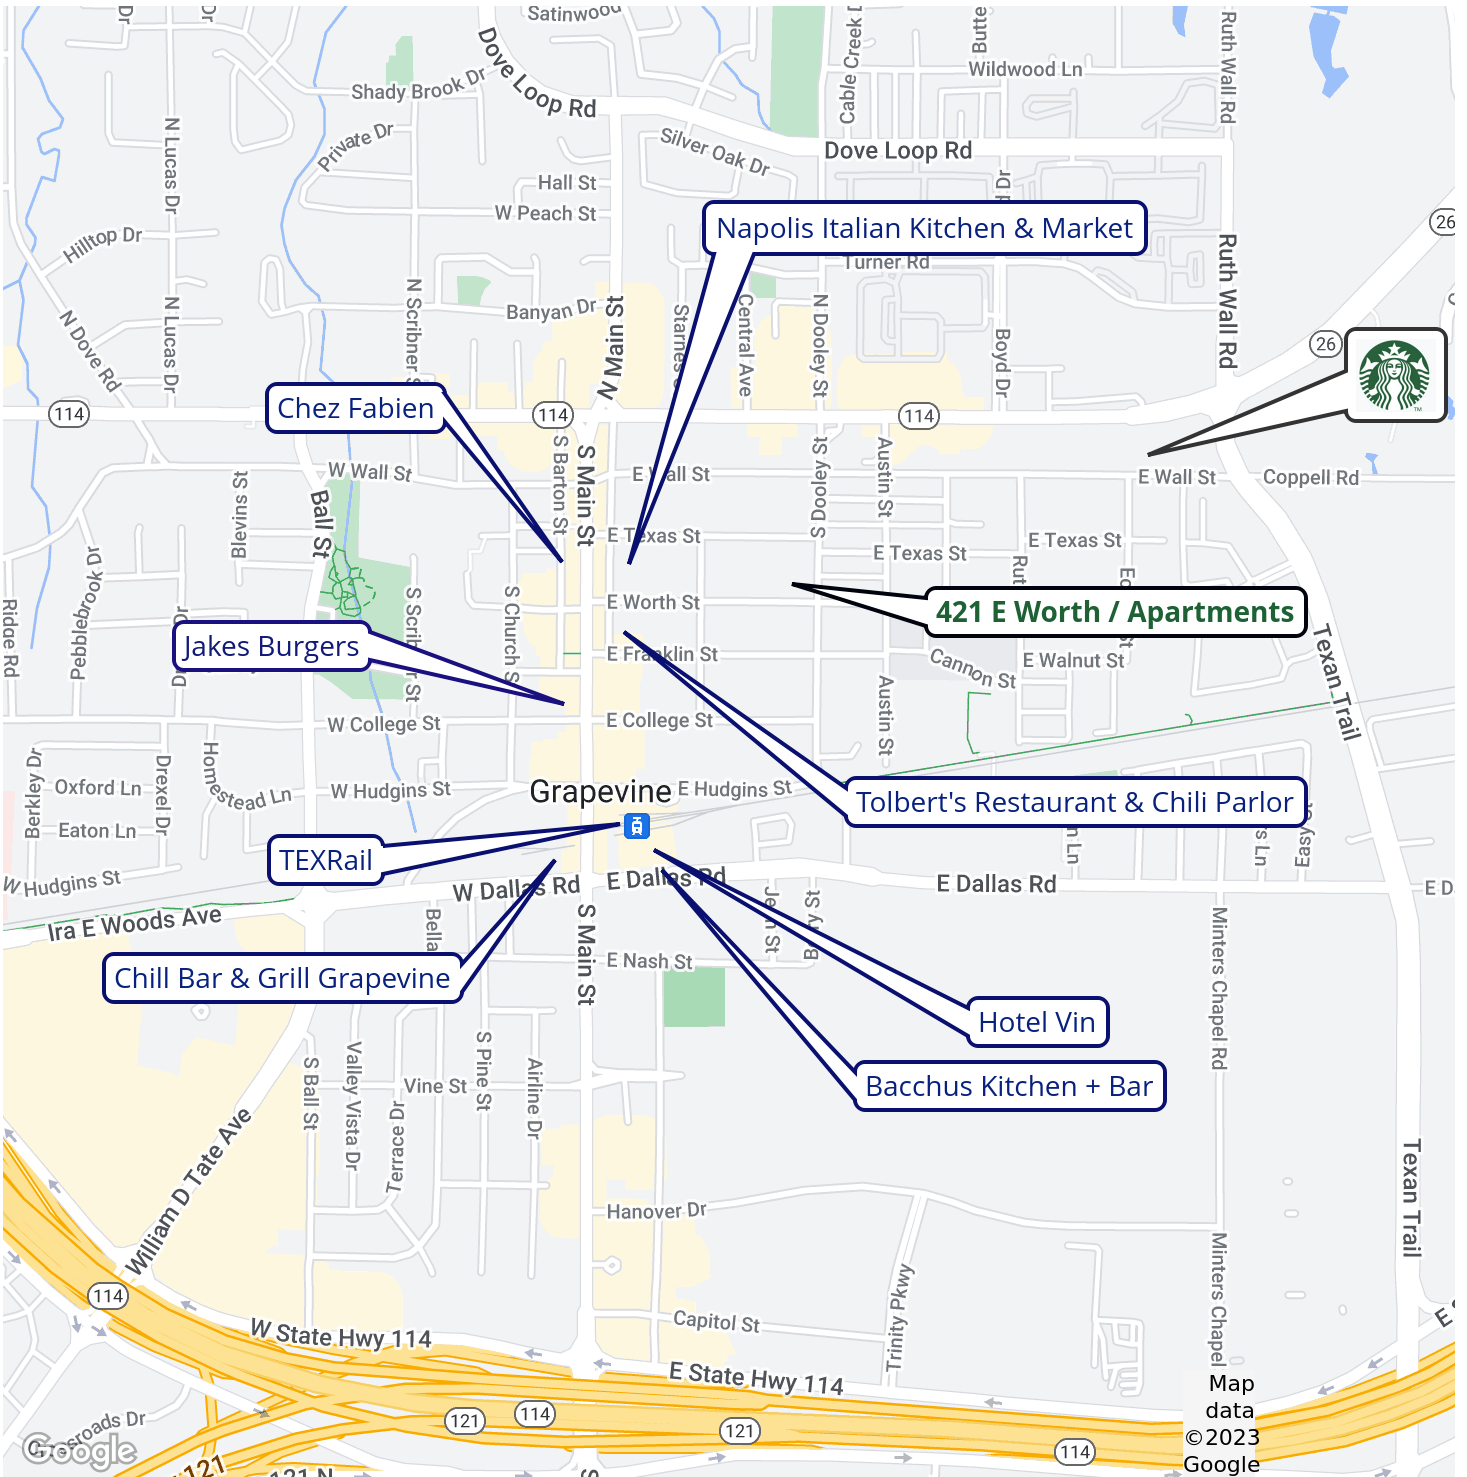 Satinwood
Dove Loop Rd
Shady Brook Dr
Private Dr
N Lucas Dr
Hall St
W Peach St
Silver Oak Dr
Cable Creek
Wildwood Ln
Ruth Wall Rd
Dove Loop Rd
Hilltop Dr
Napolis Italian Kitchen & Market
Turner Rd
26
N Dove Rd
N Lucas Dr
N Scribner
Banyan Dr
N Main St
Central Ave
N Dooley St
Boyd Dr
Ruth Wall Rd
26
Chez Fabien
114
114
114
W Wall St
S Barton St
S Main St
E Wall St
S Dooley St
Austin St
E Wall St
Coppell Rd
Blevins St
Ball St
E Texas St
E Texas St
E Texas St
Pebblebrook Dr
Ridge Rd
S Church S
E Worth St
421 E Worth / Apartments
Jakes Burgers
E Franklin St
Cannon St
E Walnut St
Texan Trail
W College St
E College St
Austin St
Berkley Dr
Oxford Ln
Drexel Dr
Homestead Ln
W Hudgins St
Grapevine
E Hudgins St
Tolbert's Restaurant & Chili Parlor
Eaton Ln
TEXRail
W Hudgins St
W Dallas Rd
E Dallas Rd
E Dallas Rd
Ira E Woods Ave
Bella
S Main St
E Nash St
Minters Chapel Rd
Chill Bar & Grill Grapevine
Hotel Vin
Bacchus Kitchen + Bar
S Ball St
Valley Vista Dr
Terrace Dr
Vine St
S Pine St
Airline Dr
William D Tate Ave
Hanover Dr
Texan Trail
Minters Chapel
Trinity Pkwy
114
W State Hwy 114
Capitol St
E State Hwy 114
121
114
121
114
Crossroads Dr
Google
121
121 N
Map
data
©2023
Google